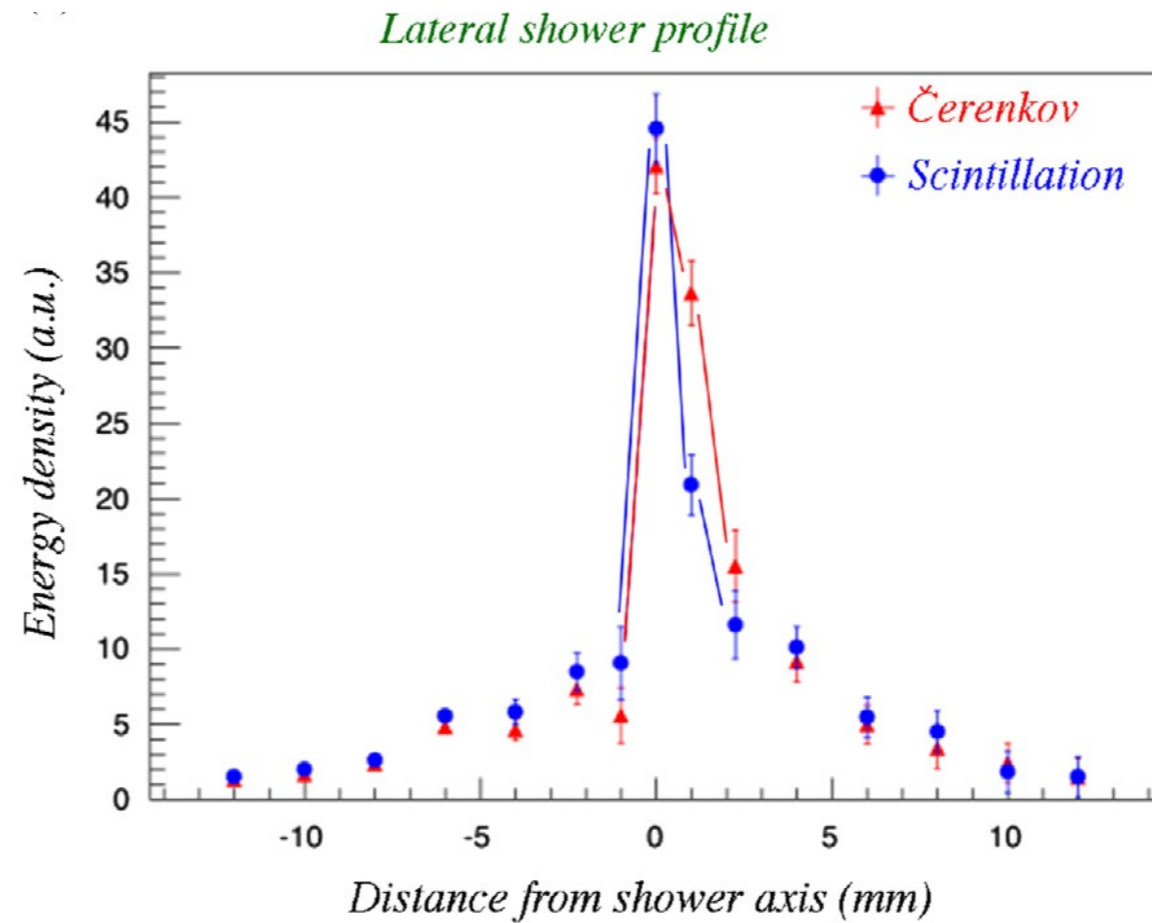 Lateral shower profile
Čerenkov
Scintillation
45
40
35
30
25
20
15
10
5
0
-10 -5 0 5 10
Energy density (a.u.)
Distance from shower axis (mm)